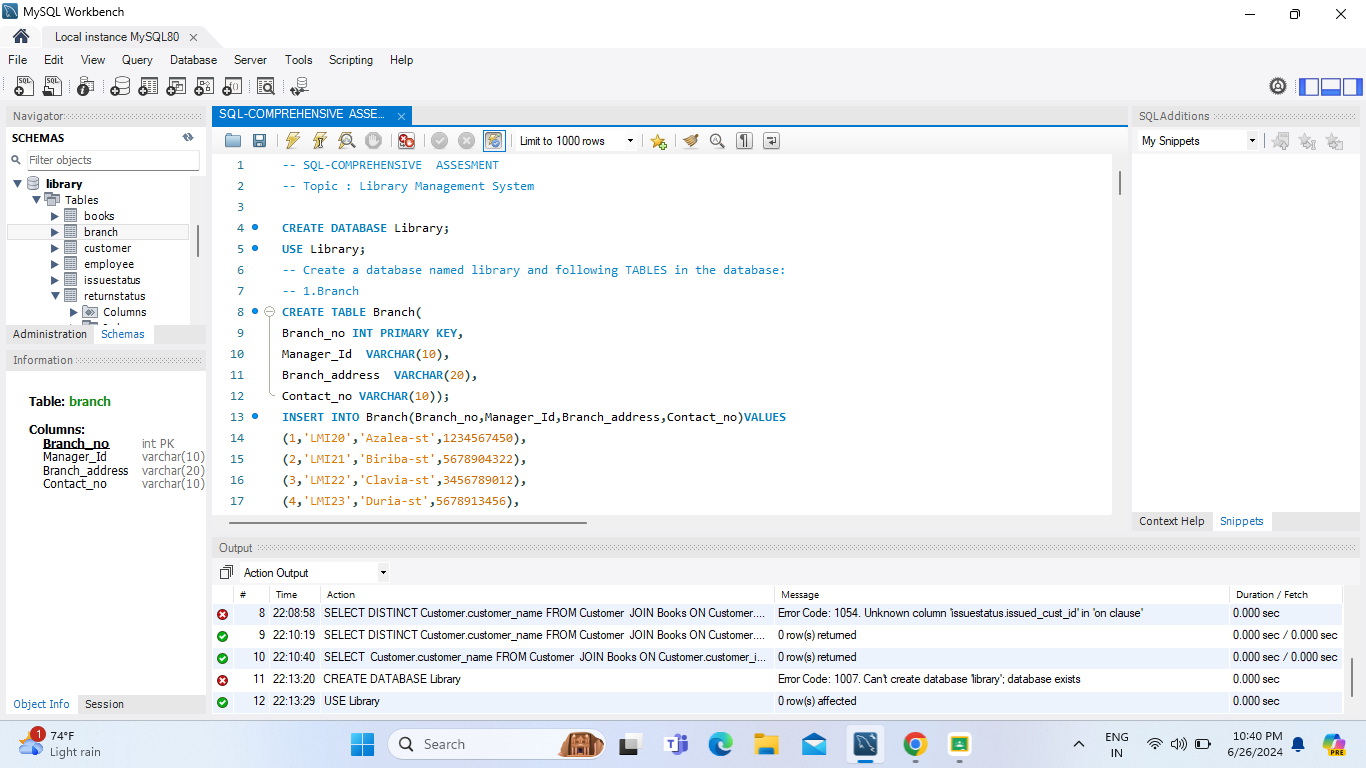 MySQL Workbench
Local instance MySQL80
File Edit View Query Database Server Tools Scripting Help
Navigator
SCHEMAS
Filter objects
library
Tables
books
branch
customer
employee
issuestatus
returnstatus
Columns
Administration Schemas
Information
Table: branch
Columns:
Branch_no int PK
Manager_Id varchar(10)
Branch_address varchar(20)
Contact_no varchar(10)
Object Info Session
SQL-COMPREHENSIVE ASSE...
Limit to 1000 rows
1 -- SQL-COMPREHENSIVE ASSESMENT
2 -- Topic : Library Management System
3
4 CREATE DATABASE Library;
5 USE Library;
6 -- Create a database named library and following TABLES in the database:
7 -- 1.Branch
8 CREATE TABLE Branch(
9 Branch_no INT PRIMARY KEY,
10 Manager_Id VARCHAR(10),
11 Branch_address VARCHAR(20),
12 Contact_no VARCHAR(10));
13 INSERT INTO Branch(Branch_no,Manager_Id,Branch_address,Contact_no)VALUES
14 (1,'LMI20','Azalea-st',1234567450),
15 (2,'LMI21','Biriba-st',5678904322),
16 (3,'LMI22','Clavia-st',3456789012),
17 (4,'LMI23','Duria-st',5678913456),
SQLAdditions
My Snippets
Context Help Snippets
Output
Action Output
# Time Action Message Duration / Fetch
8 22:08:58 SELECT DISTINCT Customer.customer_name FROM Customer JOIN Books ON Customer.... Error Code: 1054. Unknown column 'issuestatus.issued_cust_id' in 'on clause' 0.000 sec
9 22:10:19 SELECT DISTINCT Customer.customer_name FROM Customer JOIN Books ON Customer.... 0 row(s) returned 0.000 sec / 0.000 sec
10 22:10:40 SELECT Customer.customer_name FROM Customer JOIN Books ON Customer.customer_i... 0 row(s) returned 0.000 sec / 0.000 sec
11 22:13:20 CREATE DATABASE Library Error Code: 1007. Can't create database 'library'; database exists 0.000 sec
12 22:13:29 USE Library 0 row(s) affected 0.000 sec
1
74°F
Light rain
Search
ENG
IN
10:40 PM
6/26/2024
PRE